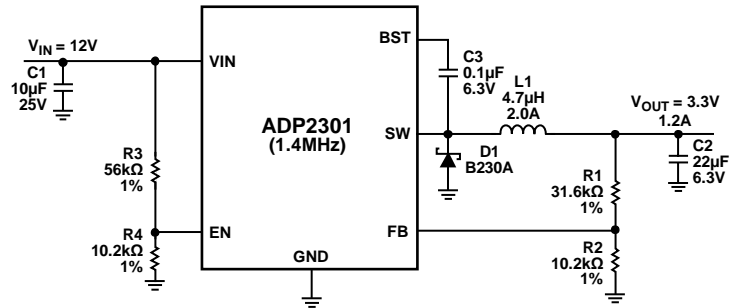 V_IN = 12V
C1
10µF
25V
VIN
R3
56kΩ
1%
R4
10.2kΩ
1%
EN
ADP2301
(1.4MHz)
GND
BST
SW
FB
C3
0.1µF
6.3V
L1
4.7µH
2.0A
D1
B230A
V_OUT = 3.3V
1.2A
C2
22µF
6.3V
R1
31.6kΩ
1%
R2
10.2kΩ
1%